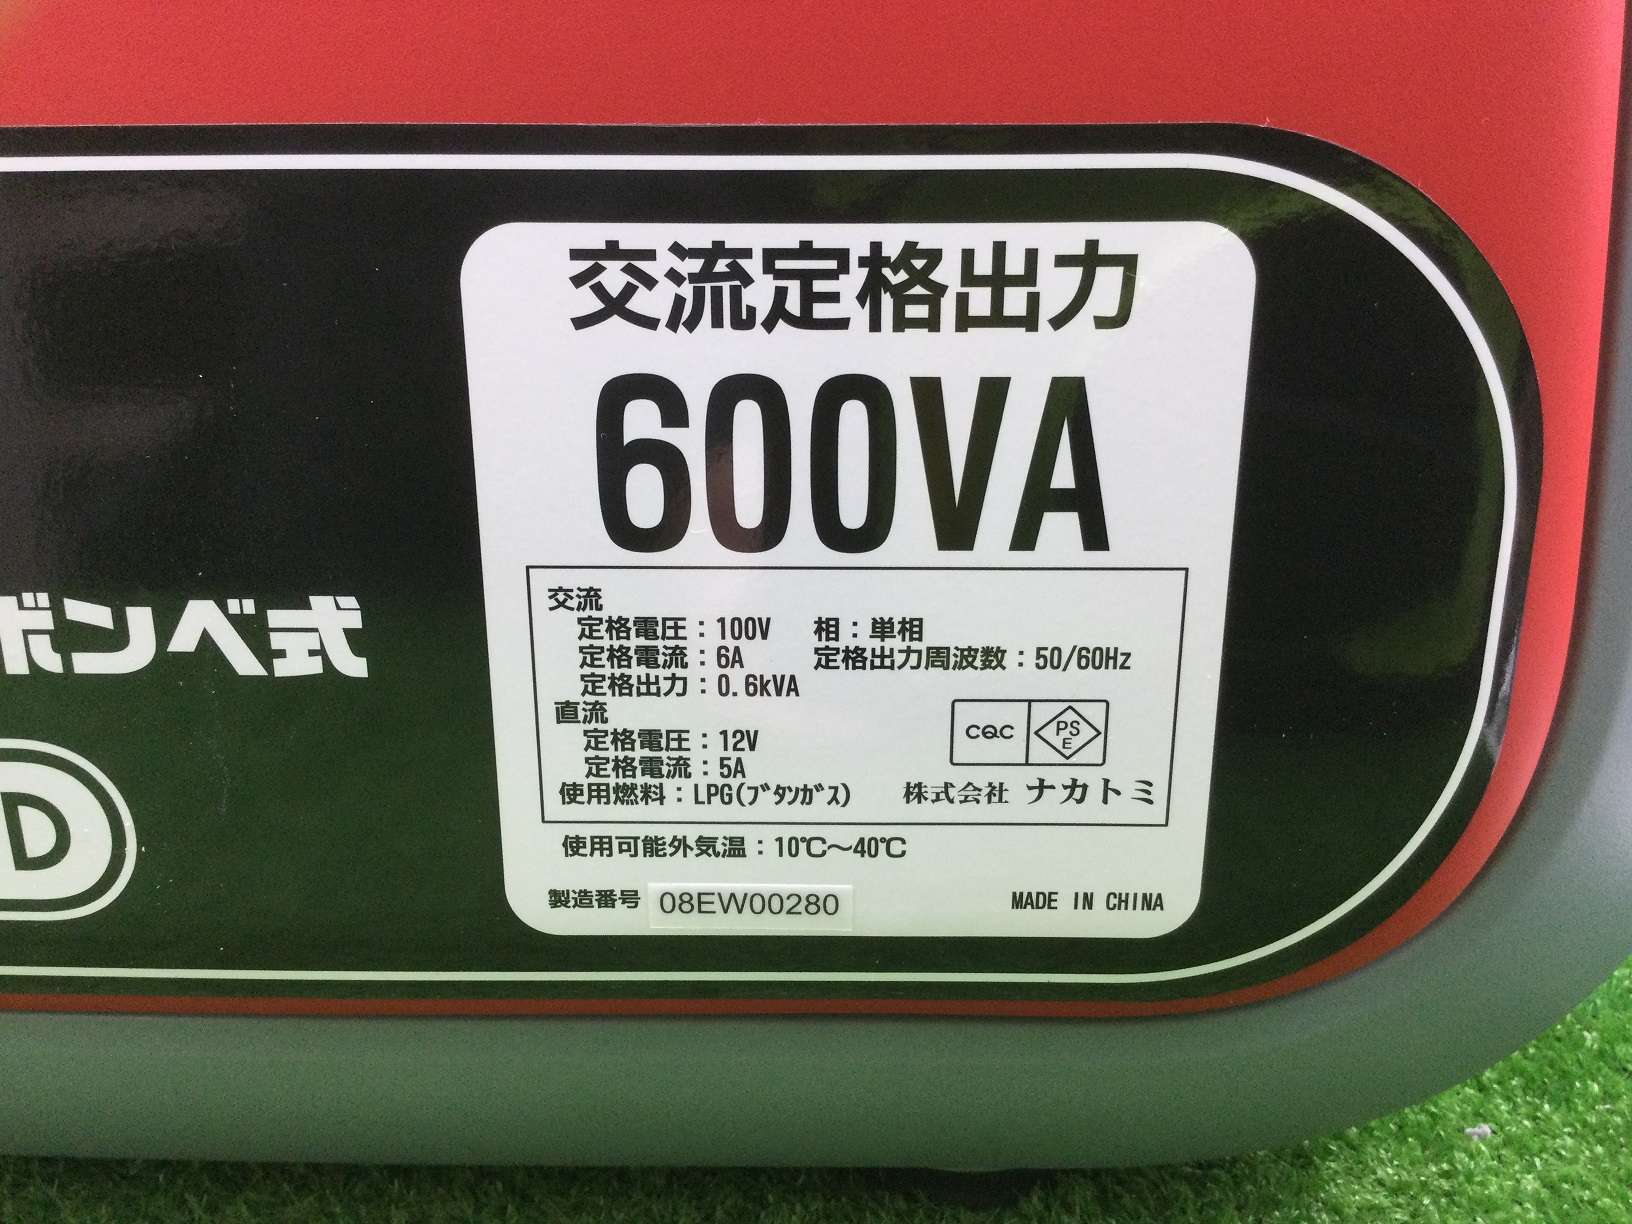 交流定格出力
600VA
交流
定格電圧：100V 相：単相
定格電流：6A 定格出力周波数：50/60Hz
定格出力：0.6kVA
直流
定格電圧：12V
定格電流：5A
CQC PSE
使用燃料：LPG(ﾌﾞﾀﾝｶﾞｽ) 株式会社 ナカトミ
使用可能外気温：10℃～40℃
製造番号 08EW00280 MADE IN CHINA
ボンベ式
D